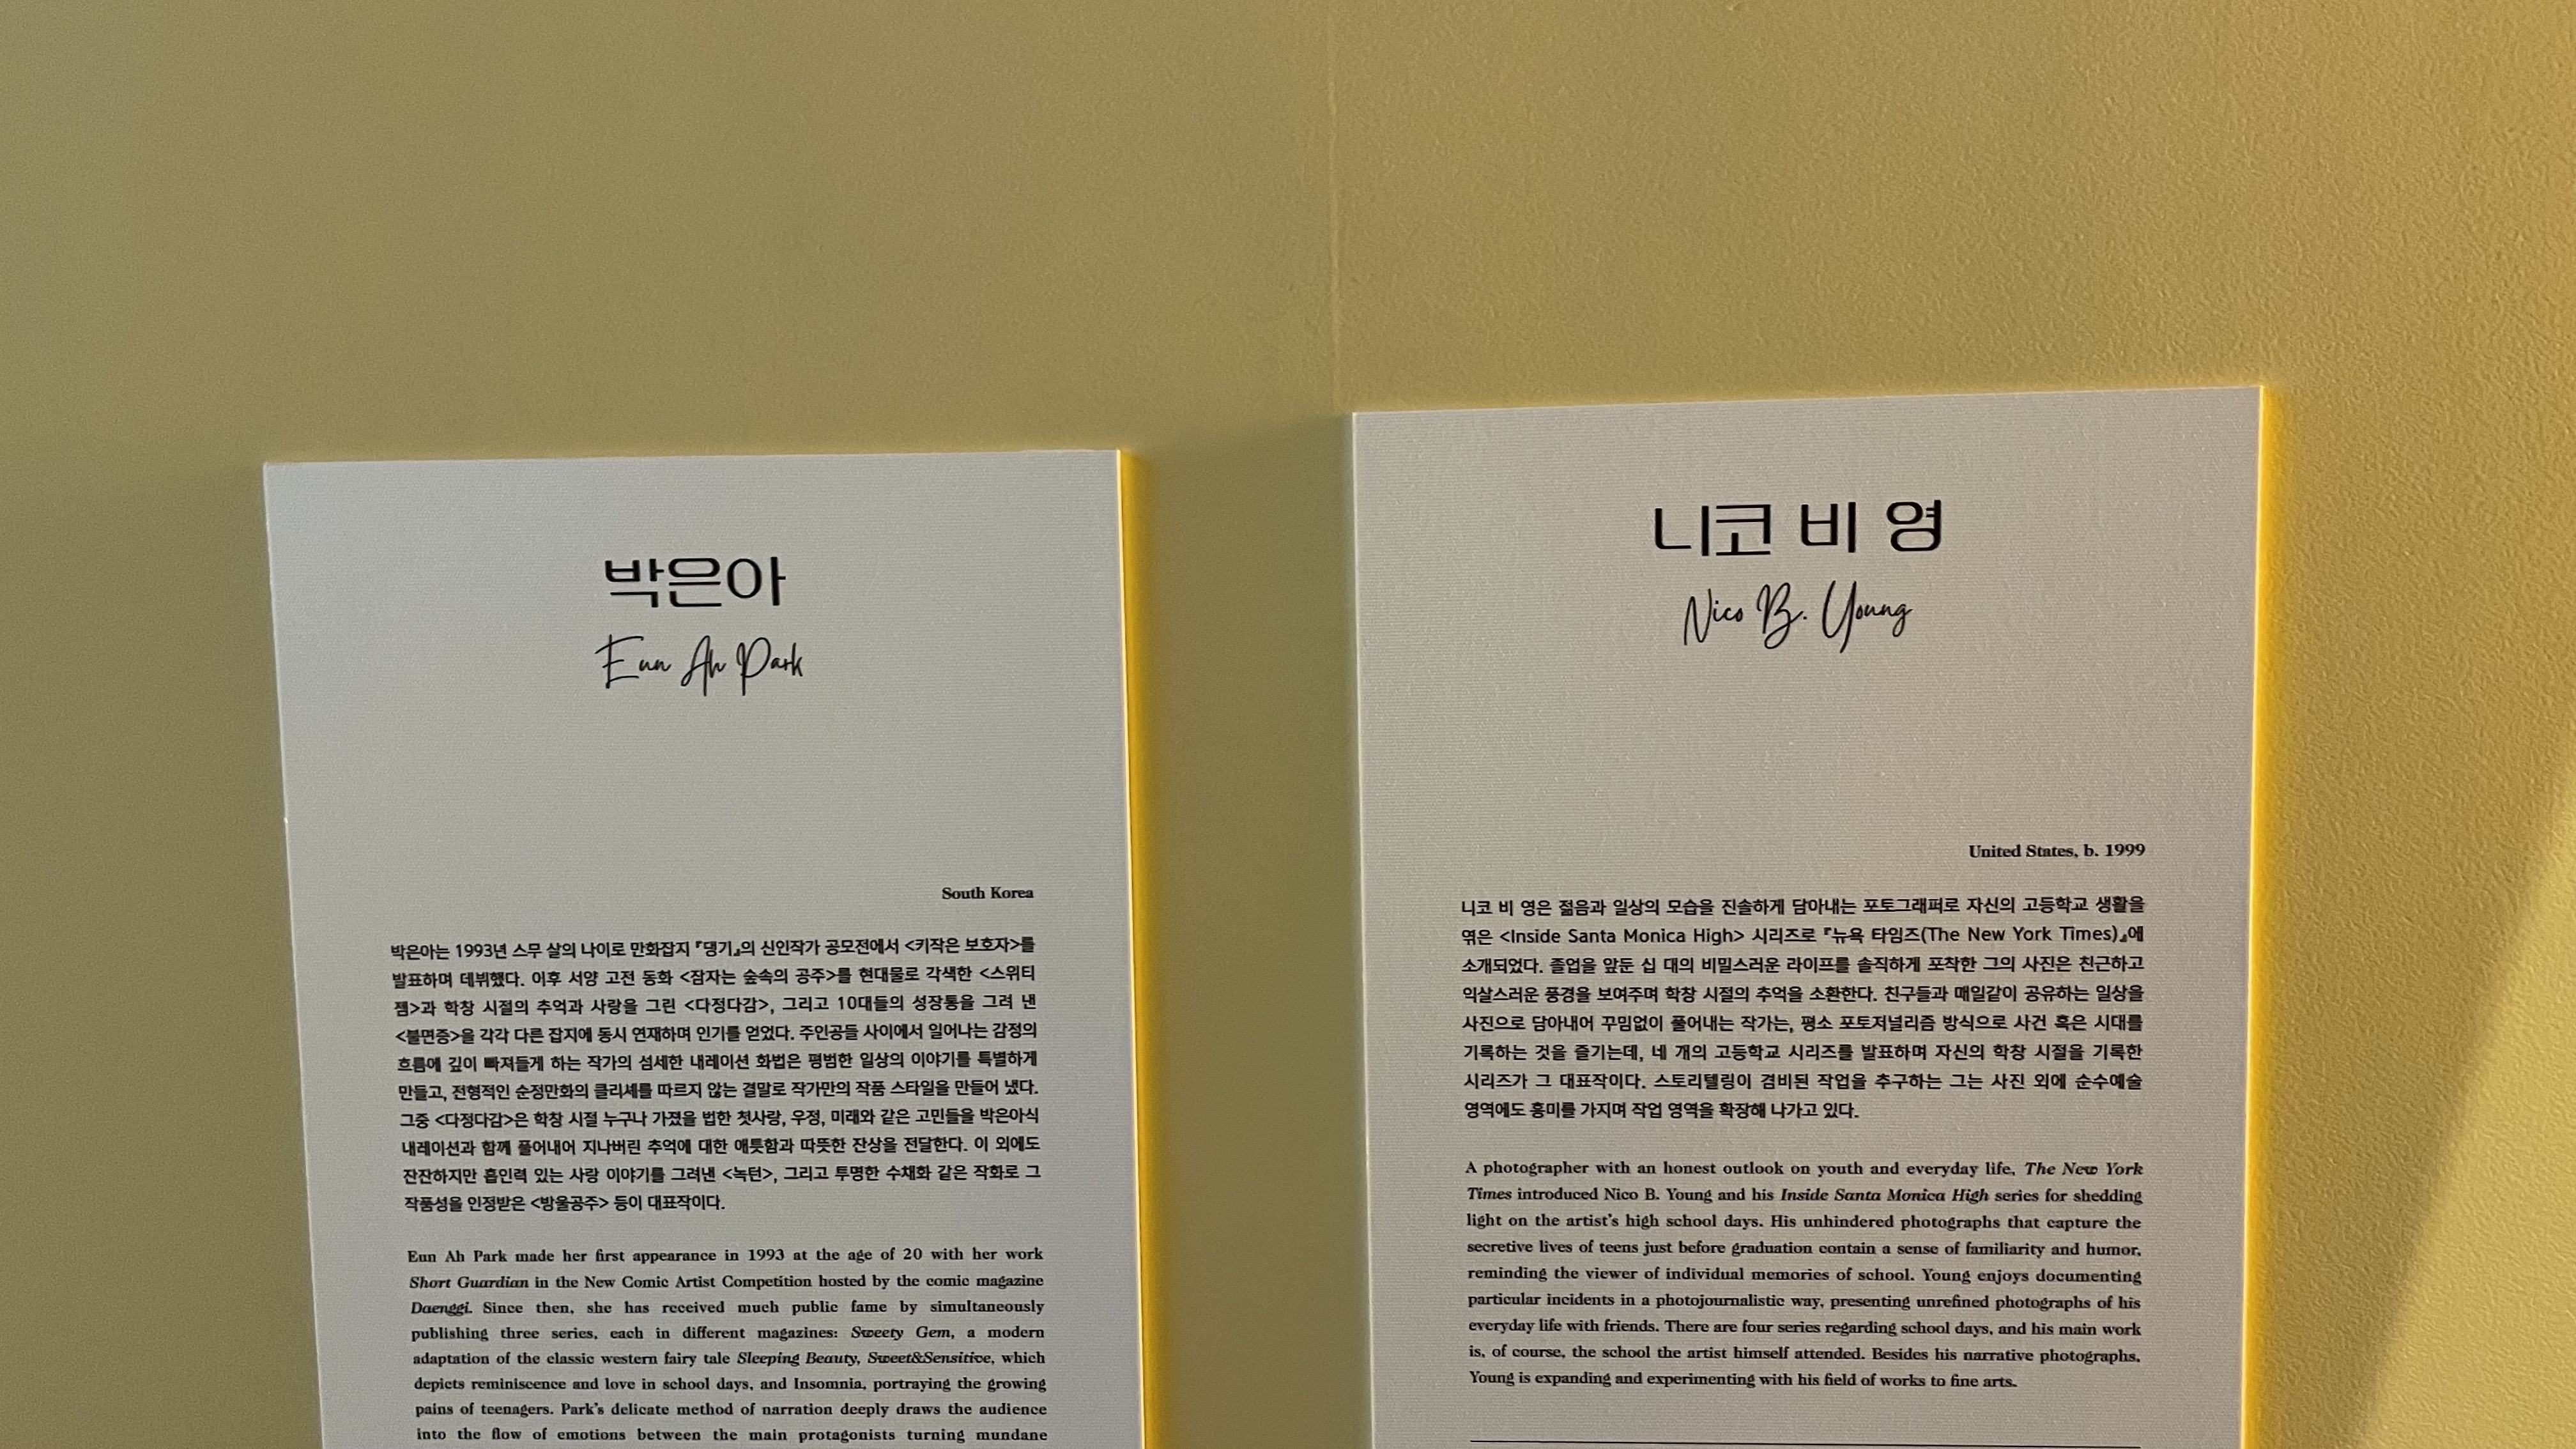 박은아
Eun Ah Park
South Korea
박은아는 1993년 스무 살의 나이로 만화잡지 『댕기』의 신인작가 공모전에서 <키작은 보호자>를
발표하며 데뷔했다. 이후 서양 고전 동화 <잠자는 숲속의 공주>를 현대물로 각색한 <스위티
젬>과 학창 시절의 추억과 사랑을 그린 <다정다감>, 그리고 10대들의 성장통을 그려 낸
<불면증>을 각각 다른 잡지에 동시 연재하며 인기를 얻었다. 주인공들 사이에서 일어나는 감정의
흐름에 깊이 빠져들게 하는 작가의 섬세한 내레이션 화법은 평범한 일상의 이야기를 특별하게
만들고, 전형적인 순정만화의 클리셰를 따르지 않는 결말로 작가만의 작품 스타일을 만들어 냈다.
그중 <다정다감>은 학창 시절 누구나 가졌을 법한 첫사랑, 우정, 미래와 같은 고민들을 박은아식
내레이션과 함께 풀어내어 지나버린 추억에 대한 애틋함과 따뜻한 잔상을 전달한다. 이 외에도
잔잔하지만 흡인력 있는 사랑 이야기를 그려낸 <녹턴>, 그리고 투명한 수채화 같은 작화로 그
작품성을 인정받은 <방울공주> 등이 대표작이다.
Eun Ah Park made her first appearance in 1993 at the age of 20 with her work
Short Guardian in the New Comic Artist Competition hosted by the comic magazine
Daenggi. Since then, she has received much public fame by simultaneously
publishing three series, each in different magazines: Sweety Gem, a modern
adaptation of the classic western fairy tale Sleeping Beauty, Sweet&Sensitive, which
depicts reminiscence and love in school days, and Insomnia, portraying the growing
pains of teenagers. Park's delicate method of narration deeply draws the audience
into the flow of emotions between the main protagonists turning mundane
니코 비 영
Nico B. Young
United States, b. 1999
니코 비 영은 젊음과 일상의 모습을 진솔하게 담아내는 포토그래퍼로 자신의 고등학교 생활을
엮은 <Inside Santa Monica High> 시리즈로 『뉴욕 타임즈(The New York Times)』에
소개되었다. 졸업을 앞둔 십 대의 비밀스러운 라이프를 솔직하게 포착한 그의 사진은 친근하고
익살스러운 풍경을 보여주며 학창 시절의 추억을 소환한다. 친구들과 매일같이 공유하는 일상을
사진으로 담아내어 꾸밈없이 풀어내는 작가는, 평소 포토저널리즘 방식으로 사건 혹은 시대를
기록하는 것을 즐기는데, 네 개의 고등학교 시리즈를 발표하며 자신의 학창 시절을 기록한
시리즈가 그 대표작이다. 스토리텔링이 겸비된 작업을 추구하는 그는 사진 외에 순수예술
영역에도 흥미를 가지며 작업 영역을 확장해 나가고 있다.
A photographer with an honest outlook on youth and everyday life, The New York
Times introduced Nico B. Young and his Inside Santa Monica High series for shedding
light on the artist's high school days. His unhindered photographs that capture the
secretive lives of teens just before graduation contain a sense of familiarity and humor,
reminding the viewer of individual memories of school. Young enjoys documenting
particular incidents in a photojournalistic way, presenting unrefined photographs of his
everyday life with friends. There are four series regarding school days, and his main work
is, of course, the school the artist himself attended. Besides his narrative photographs,
Young is expanding and experimenting with his field of works to fine arts.